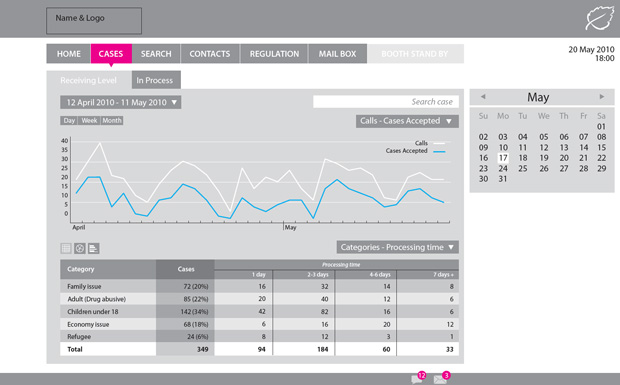 Name & Logo
HOME CASES SEARCH CONTACTS REGULATION MAIL BOX BOOTH STAND BY
20 May 2010
18:00
Receiving Level In Process
12 April 2010 - 11 May 2010 ▼ Search case
Day Week Month Calls - Cases Accepted ▼
40
35
30
25
20
15
10
5
0
Calls
Cases Accepted
April May
Categories - Processing time ▼
Category Cases Processing time
1 day 2-3 days 4-6 days 7 days +
Family issue 72 (20%) 16 32 14 8
Adult (Drug abusive) 85 (22%) 20 40 12 6
Children under 18 142 (34%) 42 82 16 6
Economy issue 68 (18%) 6 16 20 12
Refugee 24 (6%) 8 12 3 1
Total 349 94 184 60 33
◄ May ►
Su Mo Tu We Th Fr Sa
01
02 03 04 05 06 07 08
09 10 11 12 13 14 15
16 17 18 19 20 21 22
23 24 25 26 27 28 29
30 31
12 3